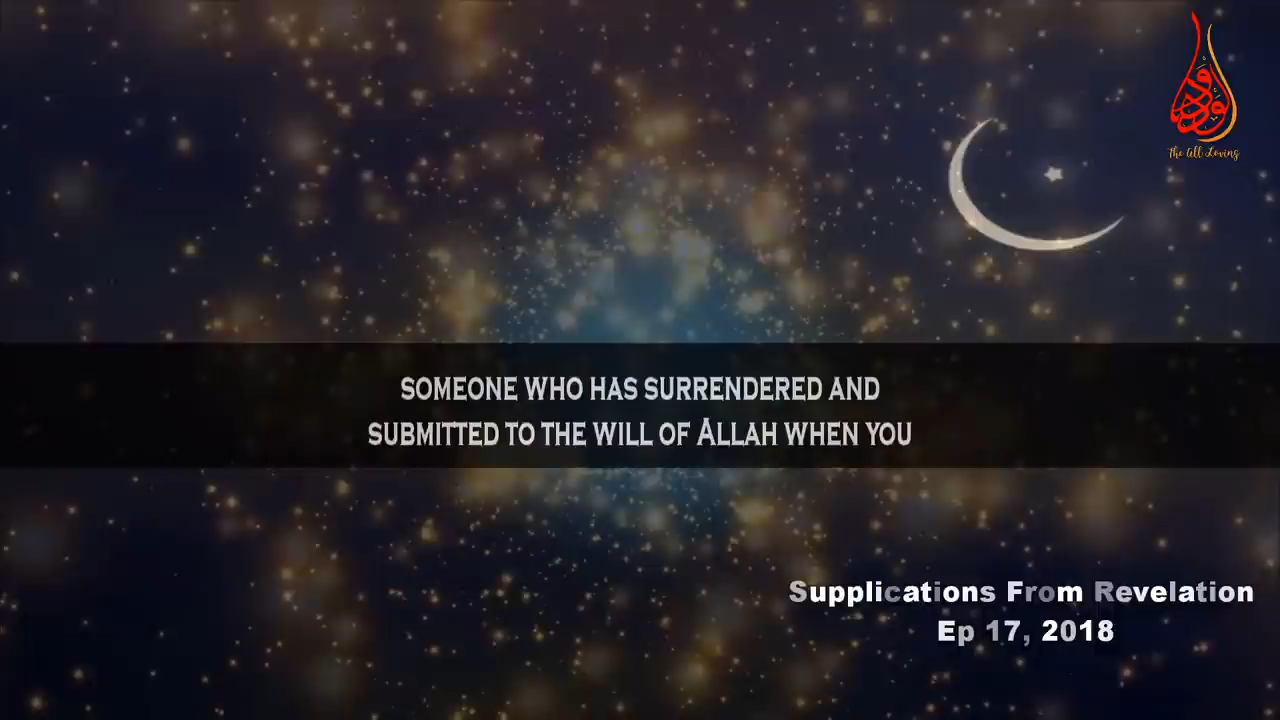 الودود
The All Loving
SOMEONE WHO HAS SURRENDERED AND
SUBMITTED TO THE WILL OF ALLAH WHEN YOU
Supplications From Revelation
Ep 17, 2018